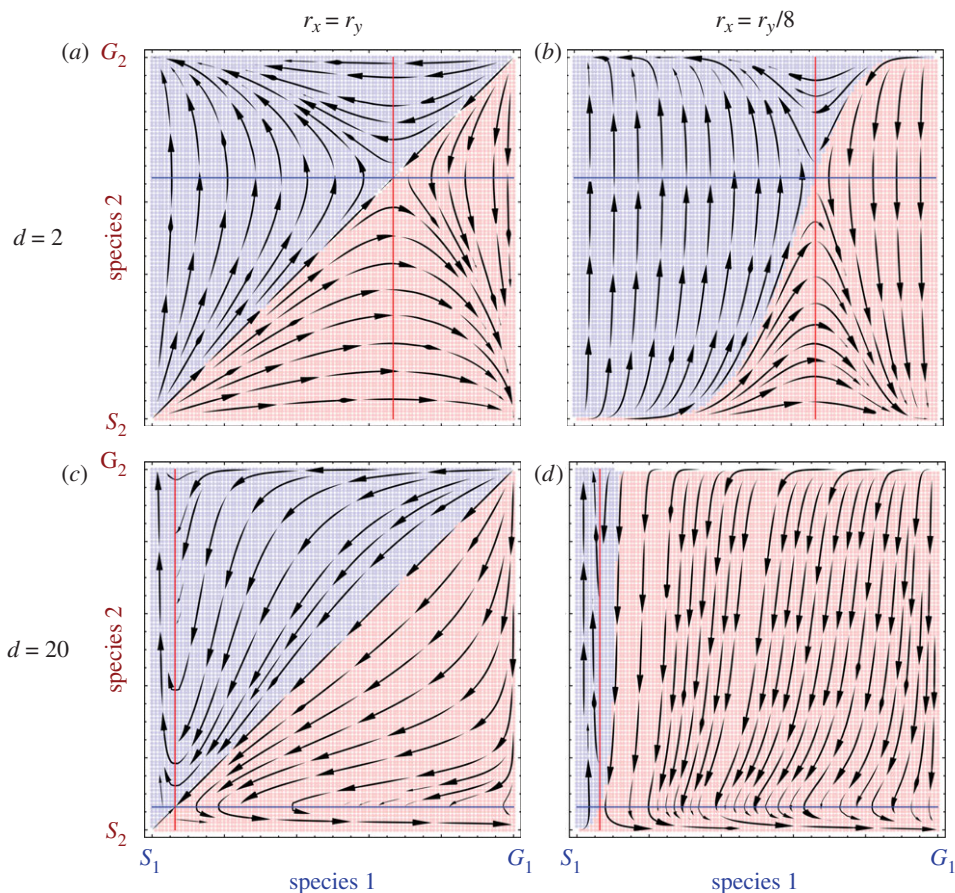 r_x = r_y
r_x = r_y/8
(a)
G_2
(b)
d = 2
species 2
S_2
(c)
G_2
(d)
d = 20
species 2
S_2
S_1
G_1
S_1
G_1
species 1
species 1